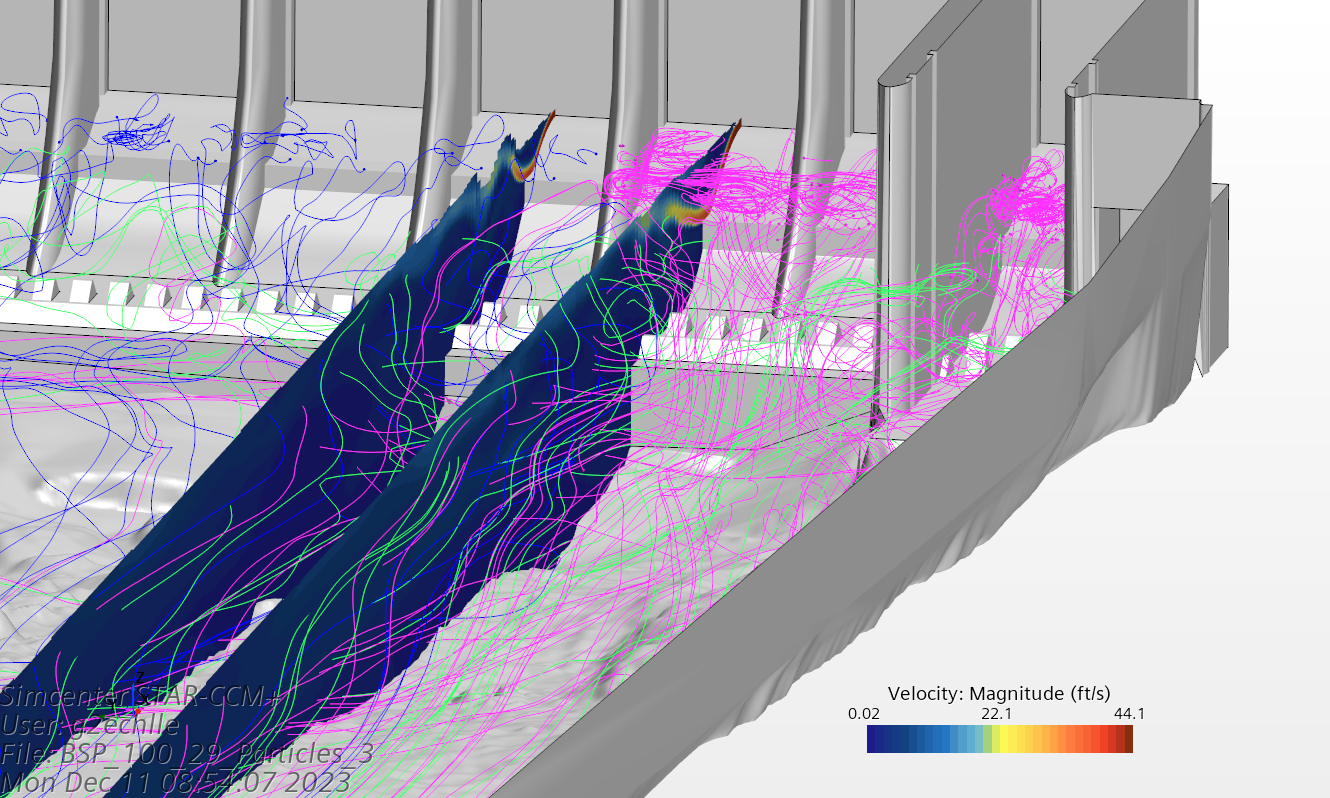 Z
Simcenter STAR-CCM+
User: g2echlle
File: BSP_100_29_Particles_3
Mon Dec 11 08:54:07 2023
Velocity: Magnitude (ft/s)
0.02 22.1 44.1